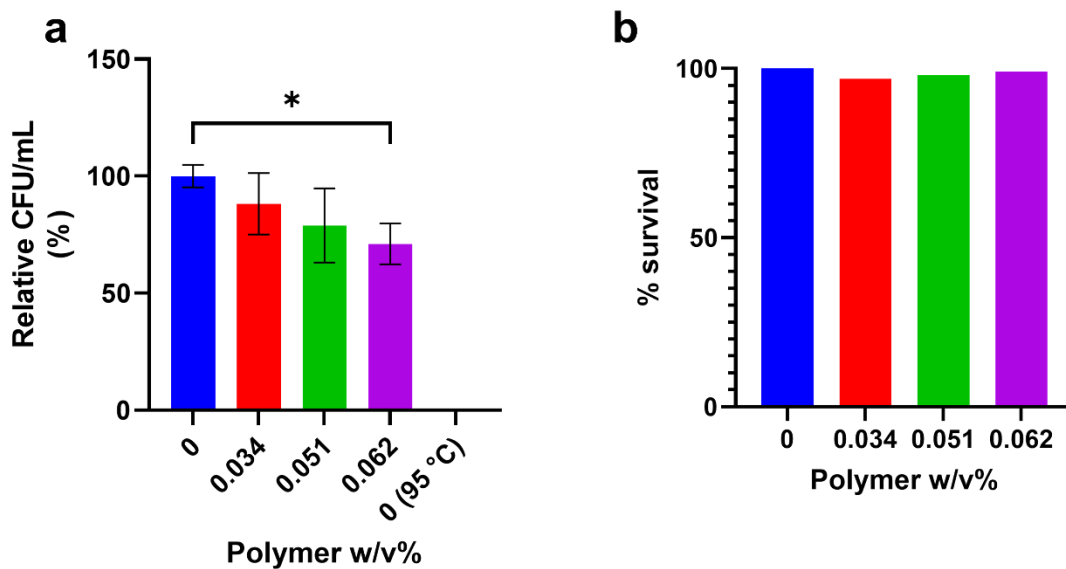 a
150
100
50
0
Relative CFU/mL
(%)
*
0
0.034
0.051
0.062
0 (95 °C)
Polymer w/v%
b
100
50
0
% survival
0
0.034
0.051
0.062
Polymer w/v%